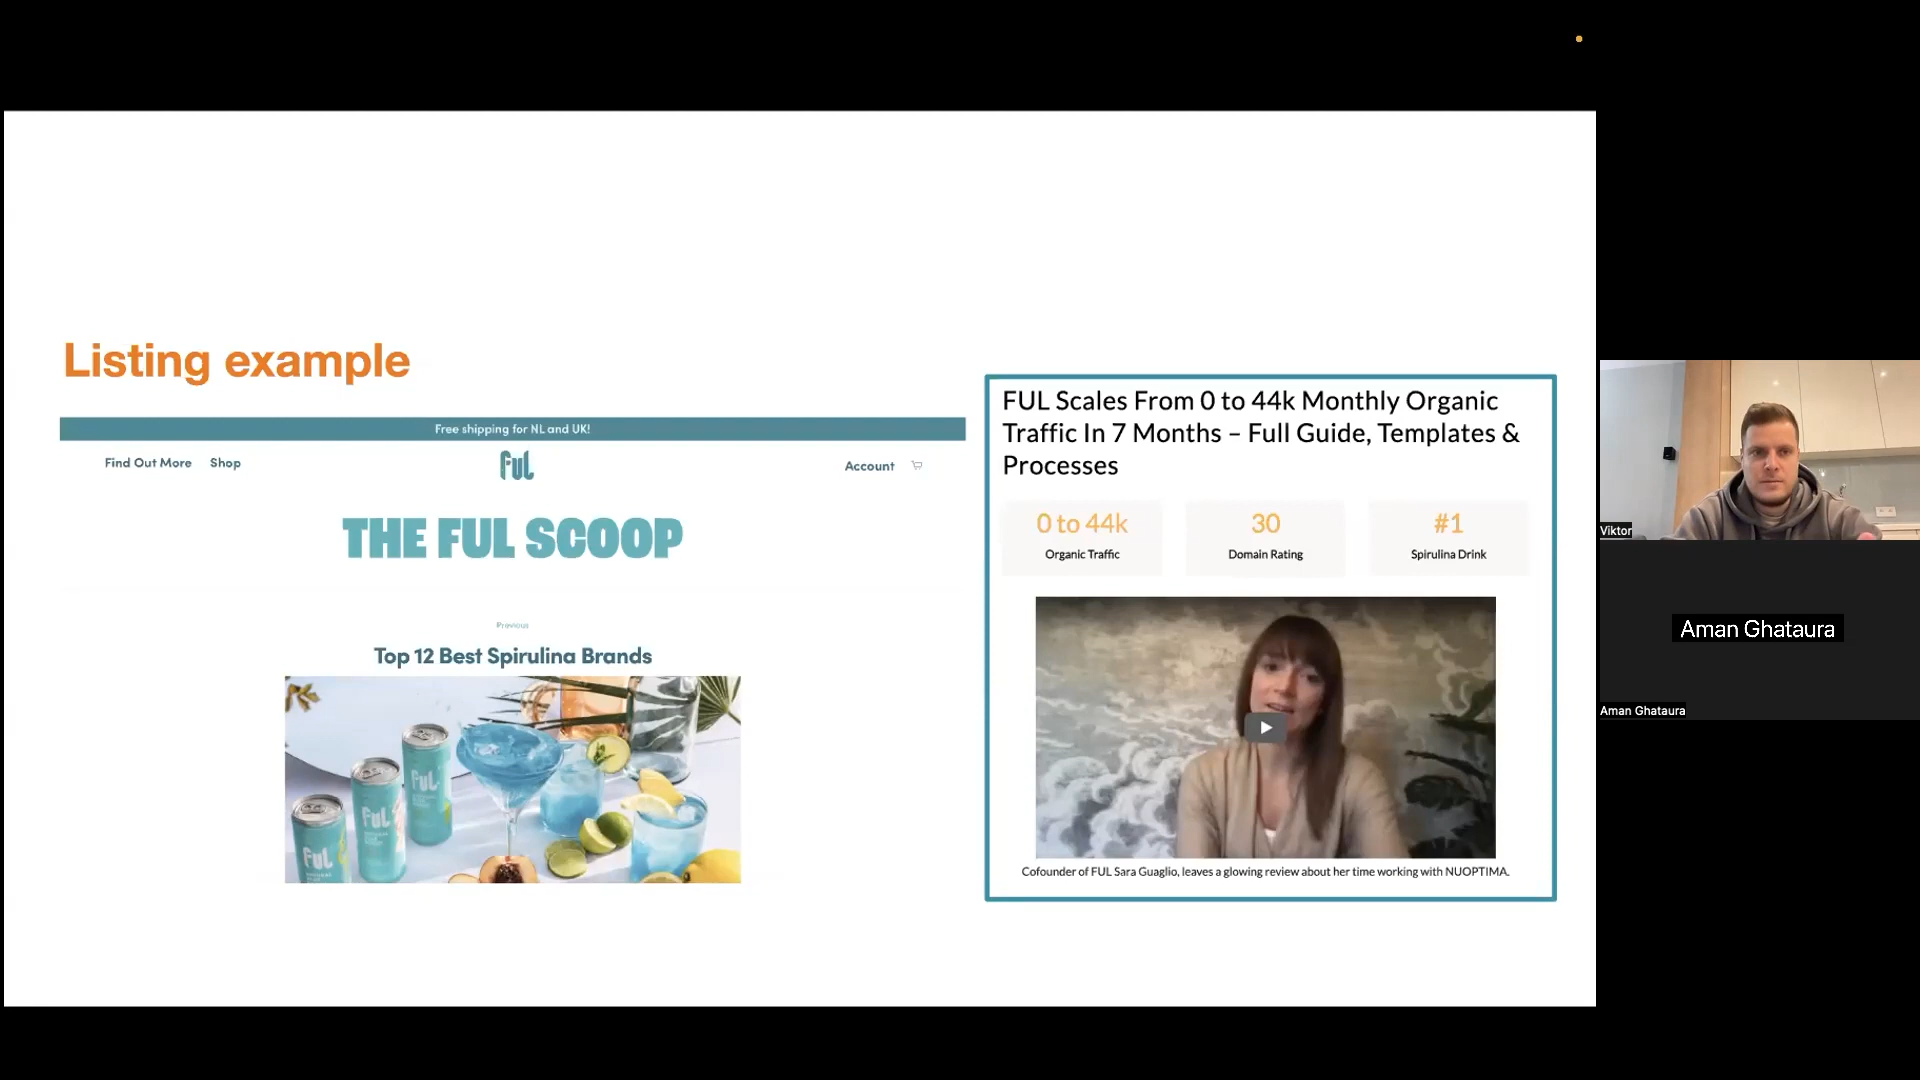 Listing example
Free shipping for NL and UK!
Find Out More Shop
ful
Account
THE FUL SCOOP
Previous
Top 12 Best Spirulina Brands
ful
ful
ful
FUL Scales From 0 to 44k Monthly Organic
Traffic In 7 Months – Full Guide, Templates &
Processes
0 to 44k
Organic Traffic
30
Domain Rating
#1
Spirulina Drink
Cofounder of FUL Sara Guaglio, leaves a glowing review about her time working with NUOPTIMA.
Viktor
Aman Ghataura
Aman Ghataura